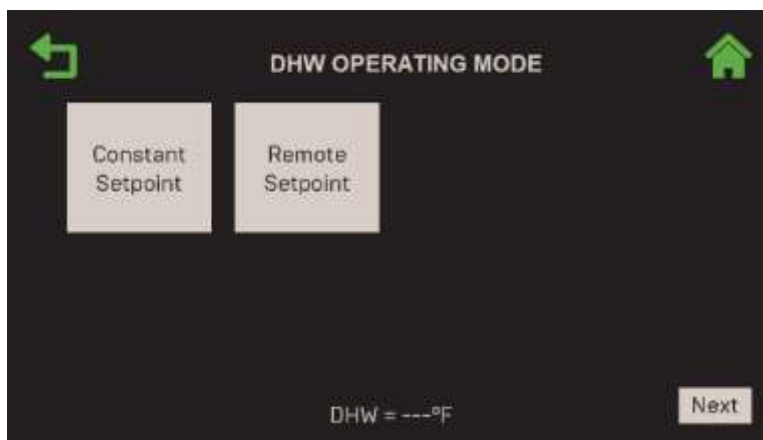 DHW OPERATING MODE
Constant
Setpoint
Remote
Setpoint
DHW = ---°F
Next